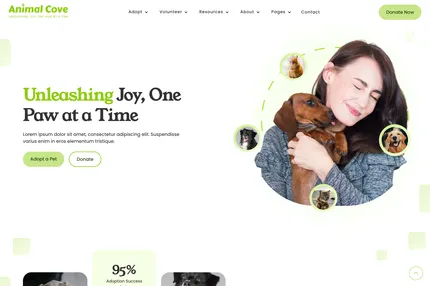 Animal Cove
Adopt
Volunteer
Resources
About
Pages
Contact
Donate Now
Unleashing Joy, One
Paw at a Time
Lorem ipsum dolor sit amet, consectetur adipiscing elit. Suspendisse
varius enim in eros elementum tristique.
Adopt a Pet
Donate
95%
Adoption Success